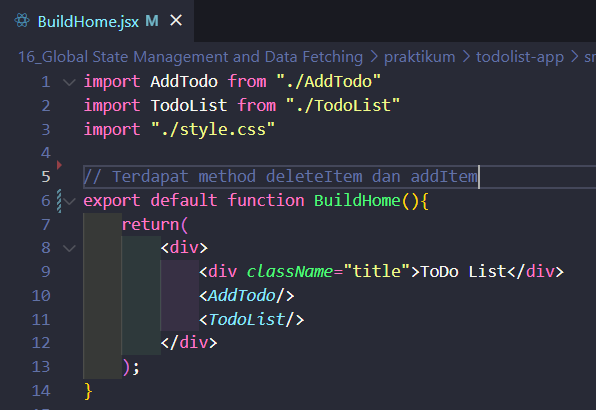 BuildHome.jsx M ×
16_Global State Management and Data Fetching > praktikum > todolist-app >
1 import AddTodo from "./AddTodo"
2 import TodoList from "./TodoList"
3 import "./style.css"
4
5 // Terdapat method deleteItem dan addItem
6 export default function BuildHome(){
7 return(
8 <div>
9 <div className="title">ToDo List</div>
10 <AddTodo/>
11 <TodoList/>
12 </div>
13 );
14 }